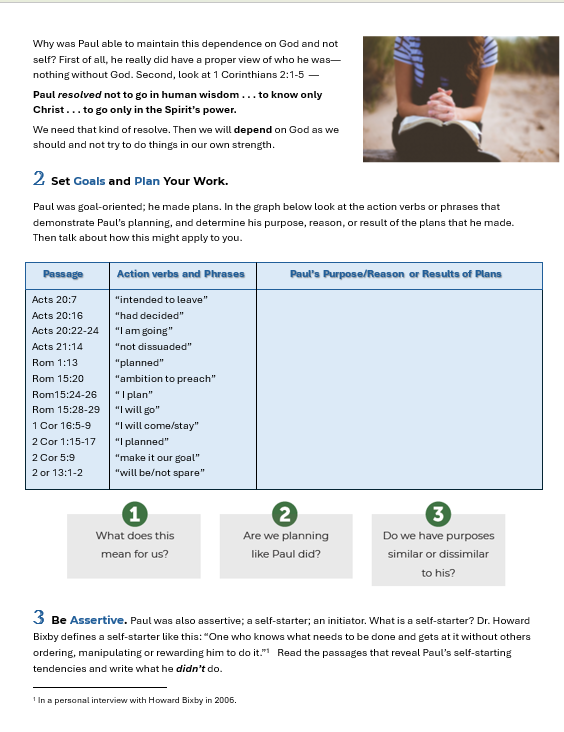 Why was Paul able to maintain this dependence on God and not
self? First of all, he really did have a proper view of who he was—
nothing without God. Second, look at 1 Corinthians 2:1-5 —
Paul resolved not to go in human wisdom . . . to know only
Christ . . . to go only in the Spirit's power.
We need that kind of resolve. Then we will depend on God as we
should and not try to do things in our own strength.
2 Set Goals and Plan Your Work.
Paul was goal-oriented; he made plans. In the graph below look at the action verbs or phrases that
demonstrate Paul's planning, and determine his purpose, reason, or result of the plans that he made.
Then talk about how this might apply to you.
Passage Action verbs and Phrases Paul's Purpose/Reason or Results of Plans
Acts 20:7 "intended to leave"
Acts 20:16 "had decided"
Acts 20:22-24 "I am going"
Acts 21:14 "not dissuaded"
Rom 1:13 "planned"
Rom 15:20 "ambition to preach"
Rom15:24-26 " I plan"
Rom 15:28-29 "I will go"
1 Cor 16:5-9 "I will come/stay"
2 Cor 1:15-17 "I planned"
2 Cor 5:9 "make it our goal"
2 or 13:1-2 "will be/not spare"
1
What does this
mean for us?
2
Are we planning
like Paul did?
3
Do we have purposes
similar or dissimilar
to his?
3 Be Assertive. Paul was also assertive; a self-starter; an initiator. What is a self-starter? Dr. Howard
Bixby defines a self-starter like this: "One who knows what needs to be done and gets at it without others
ordering, manipulating or rewarding him to do it."¹ Read the passages that reveal Paul's self-starting
tendencies and write what he didn't do.
¹ In a personal interview with Howard Bixby in 2006.